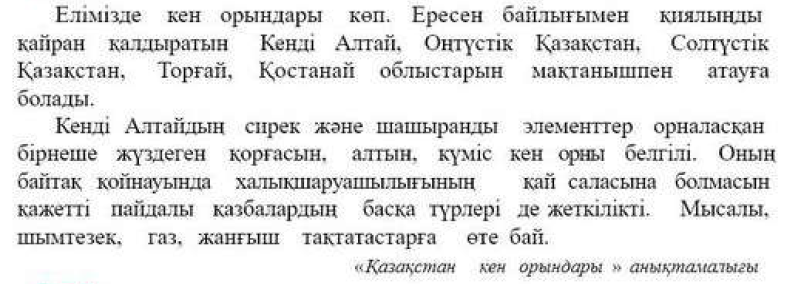 Елімізде кен орындары көп. Ересен байлығымен қиялыңды
қайран қалдыратын Кенді Алтай, Оңтүстік Қазақстан, Солтүстік
Қазақстан, Торғай, Қостанай облыстарын мақтанышпен атауға
болады.
Кенді Алтайдың сирек және шашыранды элементтер орналасқан
бірнеше жүздеген қорғасын, алтын, күміс кен орны белгілі. Оның
байтақ қойнауында халықшаруашылығының қай саласына болмасын
қажетті пайдалы қазбалардың басқа түрлері де жеткілікті. Мысалы,
шымтезек, газ, жанғыш тақтатастарға өте бай.
«Қазақстан кен орындары » анықтамалығы